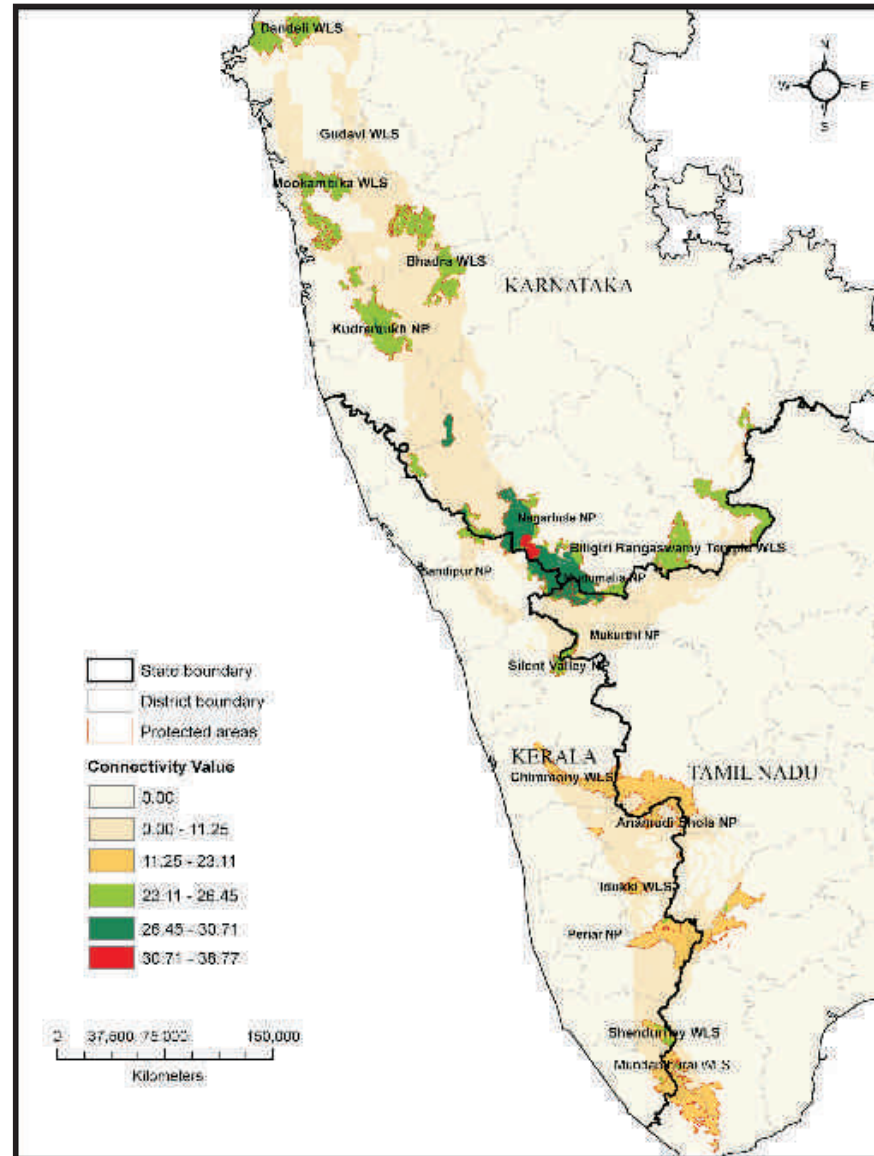 Dandeli WLS
N
W E
S
Gudavi WLS
Mookambika WLS
Bhadra WLS
KARNATAKA
Kudremukh NP
Nagarhole NP
Biligiri Rangaswamy Temple WLS
Bandipur NP
Mudumalia NP
Mukurthi NP
Silent Valley NP
State boundary
District boundary
Protected areas
KERALA
TAMIL NADU
Chimmony WLS
Connectivity Value
0.00
0.00 - 11.25
Anamudi Shola NP
11.25 - 23.11
23.11 - 26.45
Idukki WLS
26.45 - 30.71
Periar NP
30.71 - 38.77
0 37,500 75,000 150,000
Kilometers
Shendurney WLS
Mundanthurai WLS